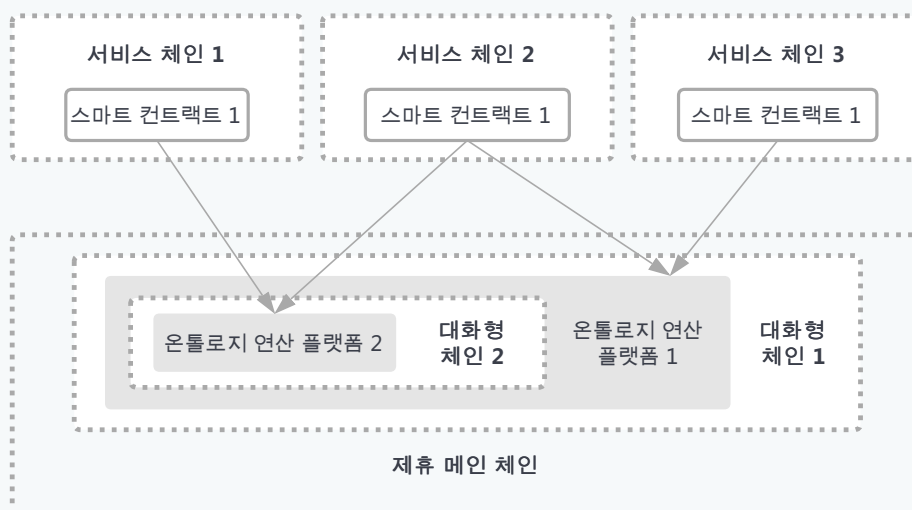 서비스 체인 1
서비스 체인 2
서비스 체인 3
스마트 컨트랙트 1
스마트 컨트랙트 1
스마트 컨트랙트 1
온톨로지 연산 플랫폼 2
대화형
체인 2
온톨로지 연산
플랫폼 1
대화형
체인 1
제휴 메인 체인